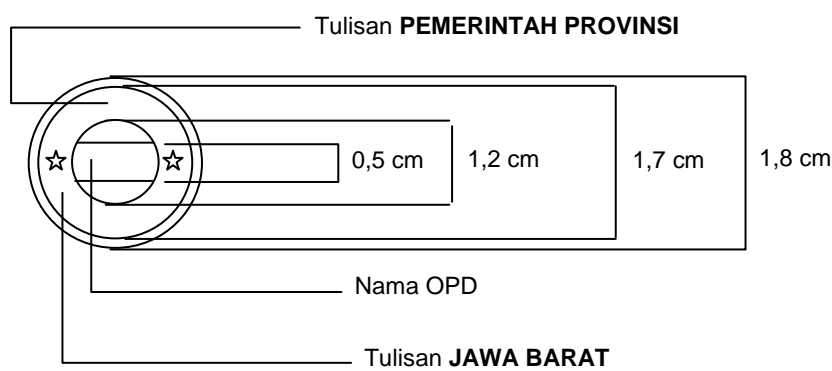 Tulisan PEMERINTAH PROVINSI
0,5 cm
1,2 cm
1,7 cm
1,8 cm
Nama OPD
Tulisan JAWA BARAT